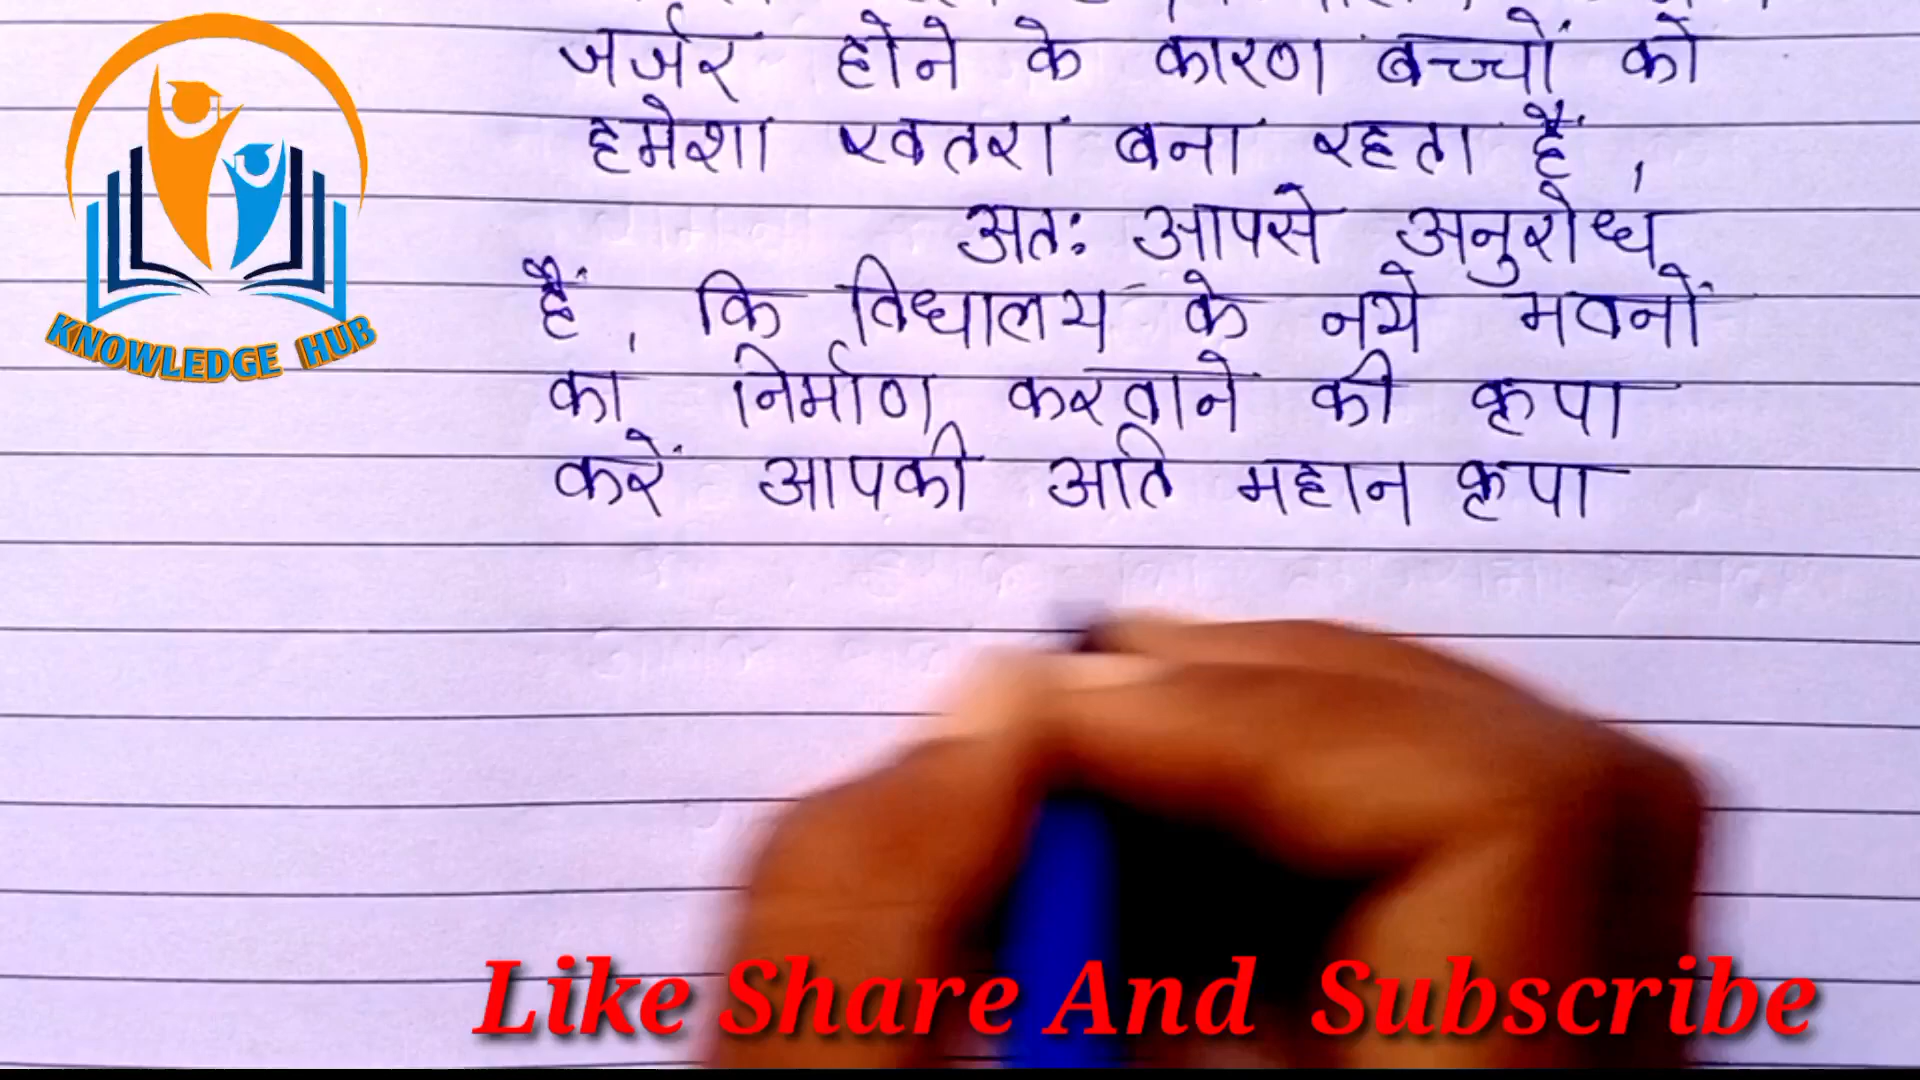 जर्जर होने के कारण बच्चों को
हमेशा खतरा बना रहता हैं,
अतः आपसे अनुरोध
हैं, कि विधालय के नये भवनों
का निर्माण करवाने की कृपा
करें आपकी अति महान कृपा
KNOWLEDGE HUB
Like Share And Subscribe